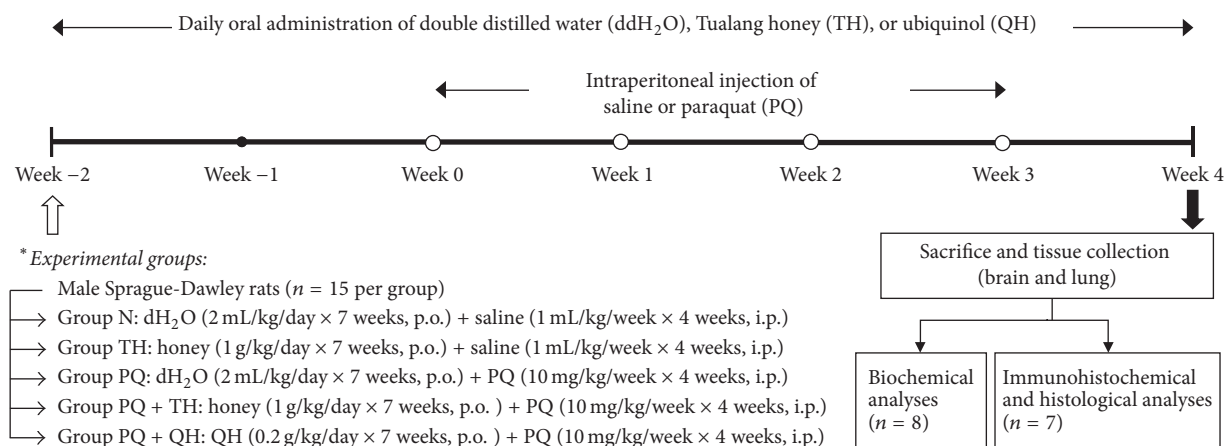 Daily oral administration of double distilled water (ddH₂O), Tualang honey (TH), or ubiquinol (QH)
Intraperitoneal injection of
saline or paraquat (PQ)
Week −2
Week −1
Week 0
Week 1
Week 2
Week 3
Week 4
*Experimental groups:
Male Sprague-Dawley rats (n = 15 per group)
Group N: dH₂O (2 mL/kg/day × 7 weeks, p.o.) + saline (1 mL/kg/week × 4 weeks, i.p.)
Group TH: honey (1 g/kg/day × 7 weeks, p.o.) + saline (1 mL/kg/week × 4 weeks, i.p.)
Group PQ: dH₂O (2 mL/kg/day × 7 weeks, p.o.) + PQ (10 mg/kg/week × 4 weeks, i.p.)
Group PQ + TH: honey (1 g/kg/day × 7 weeks, p.o. ) + PQ (10 mg/kg/week × 4 weeks, i.p.)
Group PQ + QH: QH (0.2 g/kg/day × 7 weeks, p.o. ) + PQ (10 mg/kg/week × 4 weeks, i.p.)
Sacrifice and tissue collection
(brain and lung)
Biochemical
analyses
(n = 8)
Immunohistochemical
and histological analyses
(n = 7)